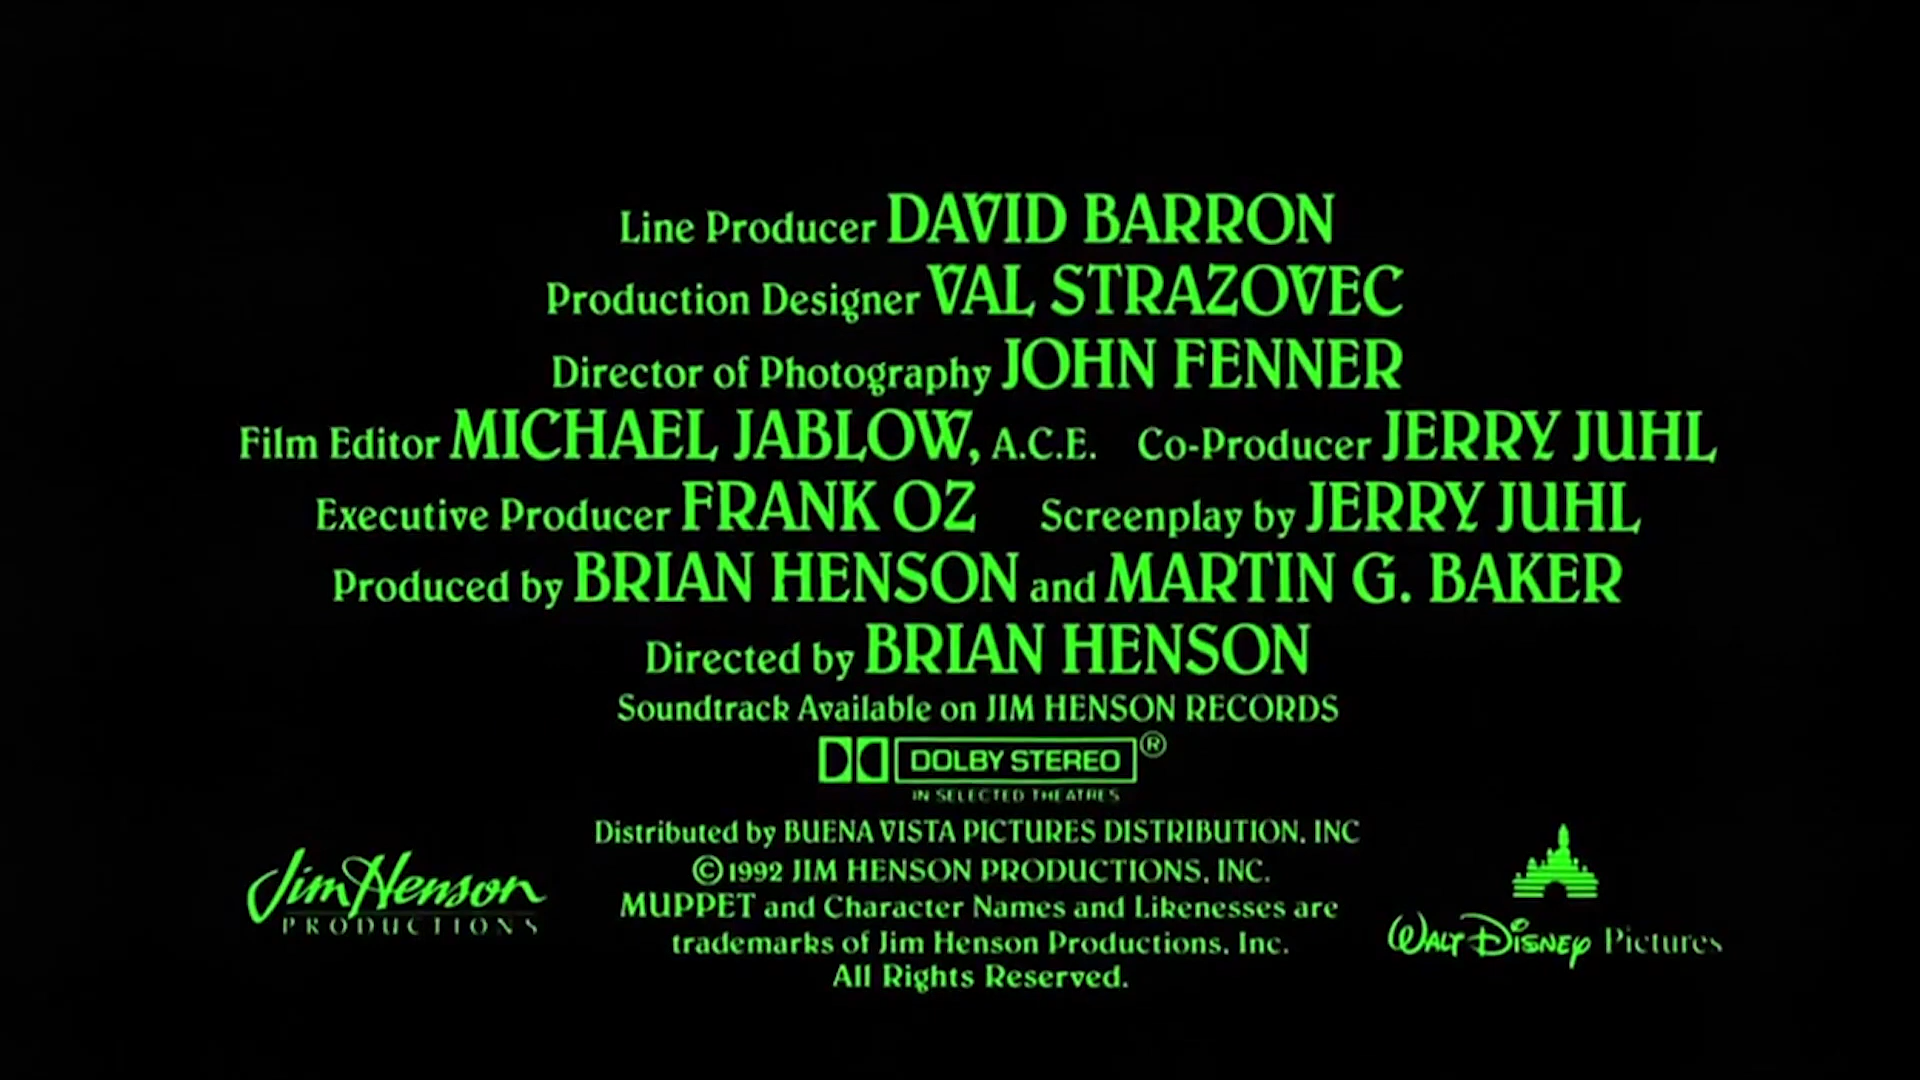 Line Producer DAVID BARRON
Production Designer VAL STRAZOVEC
Director of Photography JOHN FENNER
Film Editor MICHAEL JABLOW, A.C.E. Co-Producer JERRY JUHL
Executive Producer FRANK OZ Screenplay by JERRY JUHL
Produced by BRIAN HENSON and MARTIN G. BAKER
Directed by BRIAN HENSON
Soundtrack Available on JIM HENSON RECORDS
DOLBY STEREO ®
IN SELECTED THEATRES
Distributed by BUENA VISTA PICTURES DISTRIBUTION, INC
©1992 JIM HENSON PRODUCTIONS, INC.
MUPPET and Character Names and Likenesses are
trademarks of Jim Henson Productions, Inc.
All Rights Reserved.
Jim Henson
PRODUCTIONS
WALT DISNEY Pictures